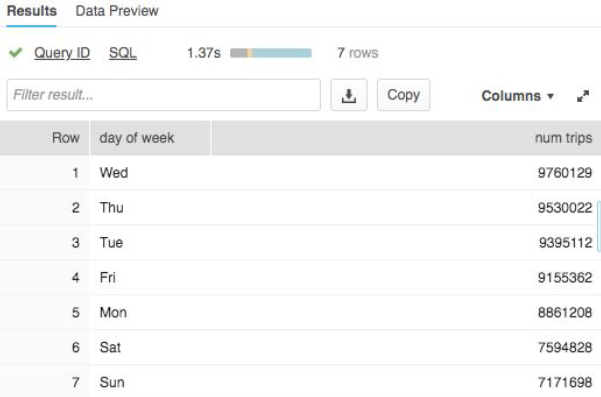 Results Data Preview
Query ID SQL 1.37s 7 rows
Filter result... Copy Columns
Row day of week num trips
1 Wed 9760129
2 Thu 9530022
3 Tue 9395112
4 Fri 9155362
5 Mon 8861208
6 Sat 7594828
7 Sun 7171698